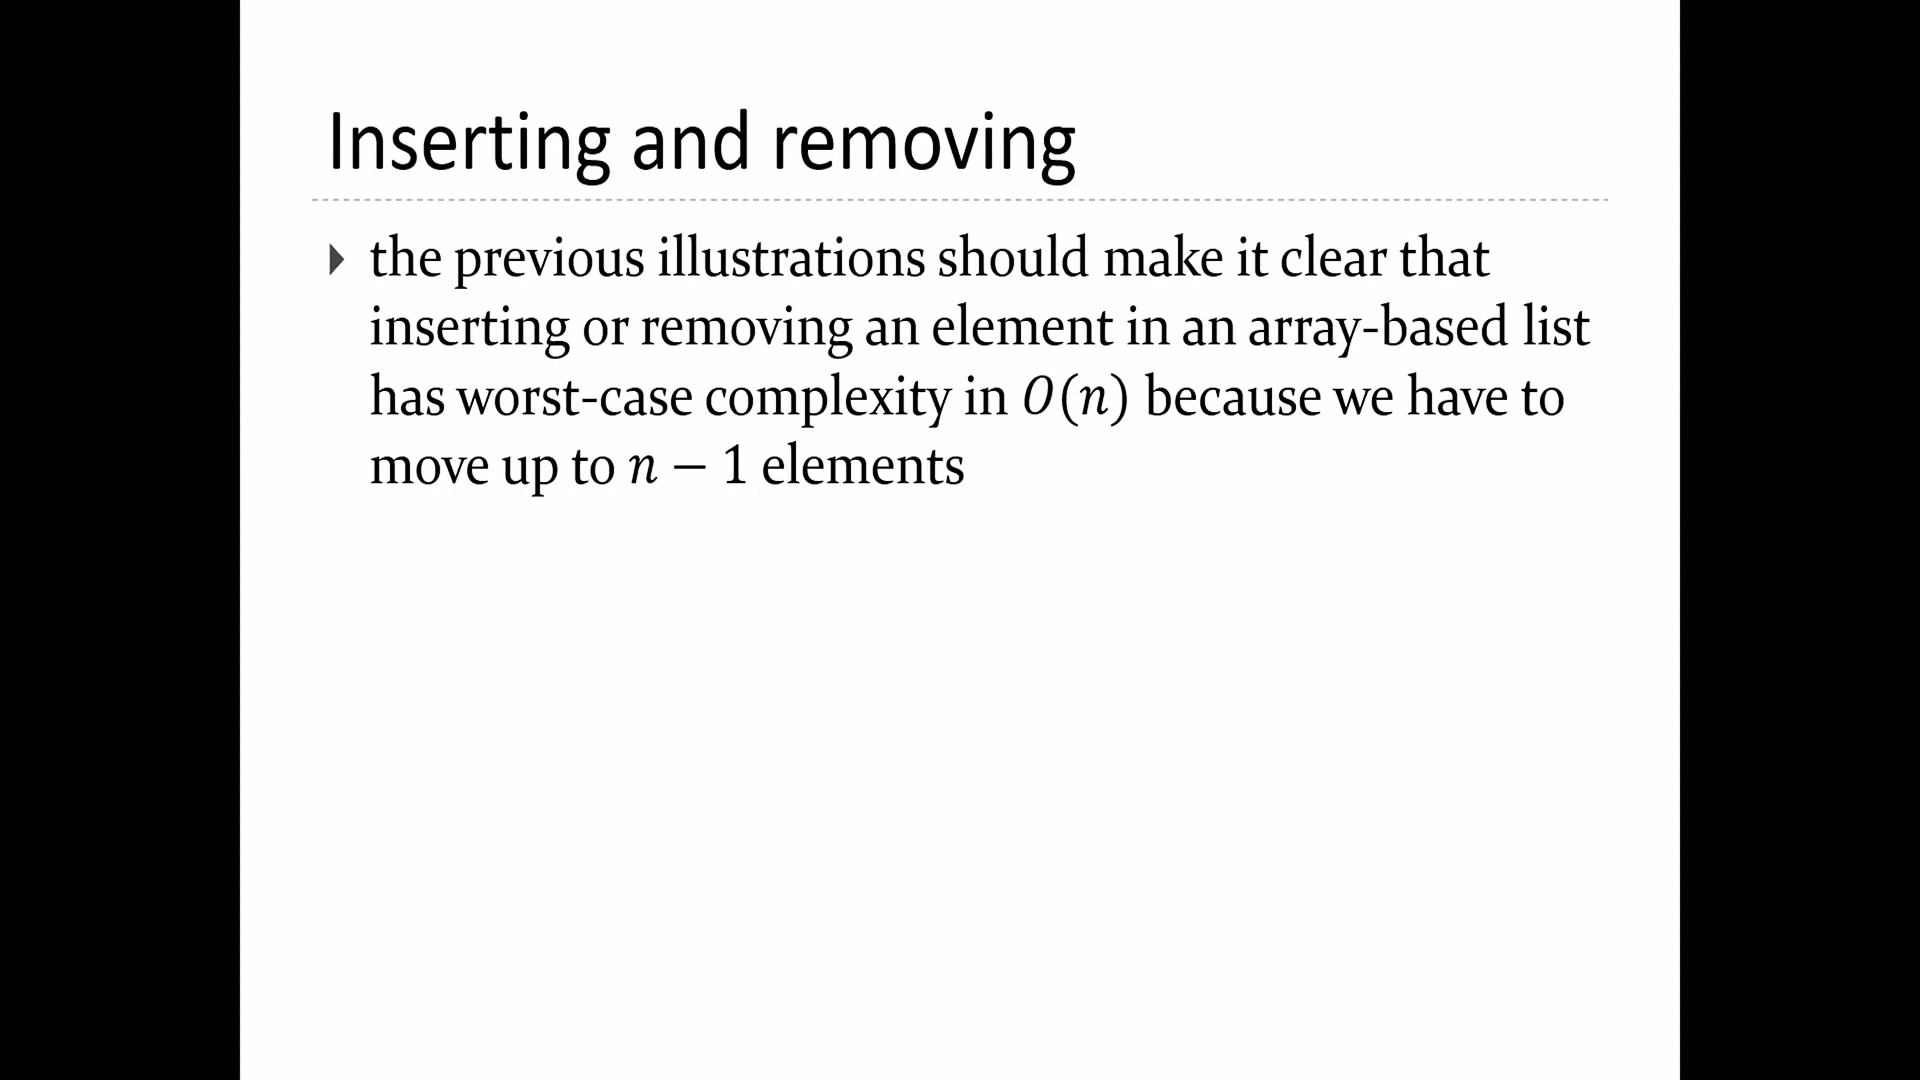 Inserting and removing
the previous illustrations should make it clear that
inserting or removing an element in an array-based list
has worst-case complexity in O(n) because we have to
move up to n − 1 elements